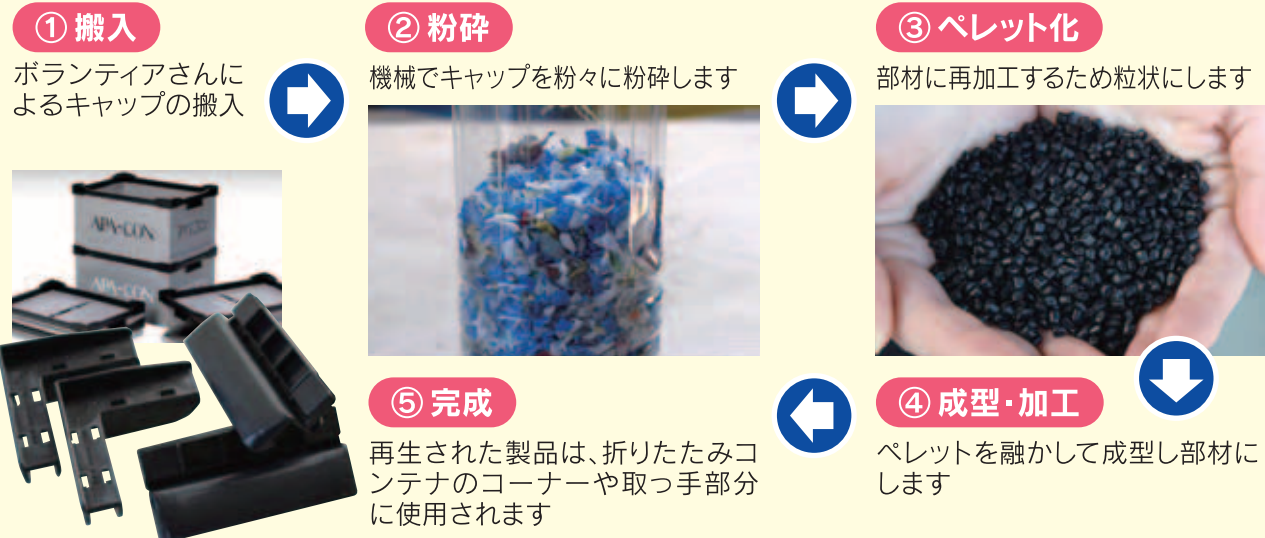 ① 搬入
ボランティアさんに
よるキャップの搬入
② 粉砕
機械でキャップを粉々に粉砕します
③ ペレット化
部材に再加工するため粒状にします
APA-CON
APA-CON
④ 成型・加工
ペレットを融かして成型し部材に
します
⑤ 完成
再生された製品は、折りたたみコ
ンテナのコーナーや取っ手部分
に使用されます